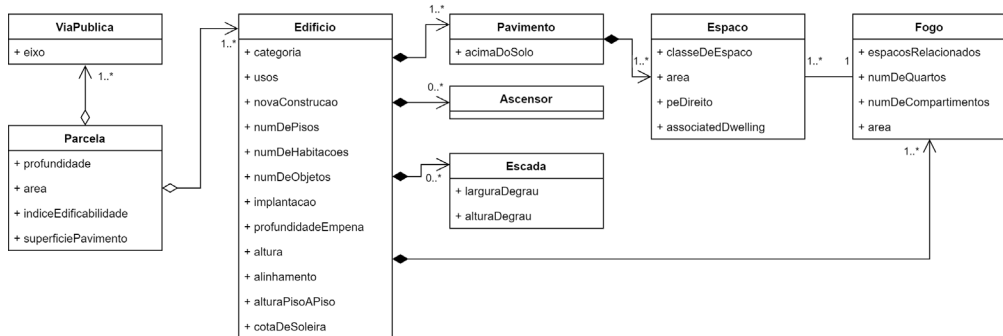 ViaPublica
+ eixo
1..*
Parcela
+ profundidade
+ area
+ indiceEdificabilidade
+ superficiePavimento
1..*
Edificio
+ categoria
+ usos
+ novaConstrucao
+ numDePisos
+ numDeHabitacoes
+ numDeObjetos
+ implantacao
+ profundidadeEmpena
+ altura
+ alinhamento
+ alturaPisoAPiso
+ cotaDeSoleira
1..*
Pavimento
+ acimaDoSolo
0..*
Ascensor
0..*
Escada
+ larguraDegrau
+ alturaDegrau
1..*
Espaco
+ classeDeEspaco
+ area
+ peDireito
+ associatedDwelling
1..*
1
Fogo
+ espacosRelacionados
+ numDeQuartos
+ numDeCompartimentos
+ area
1..*